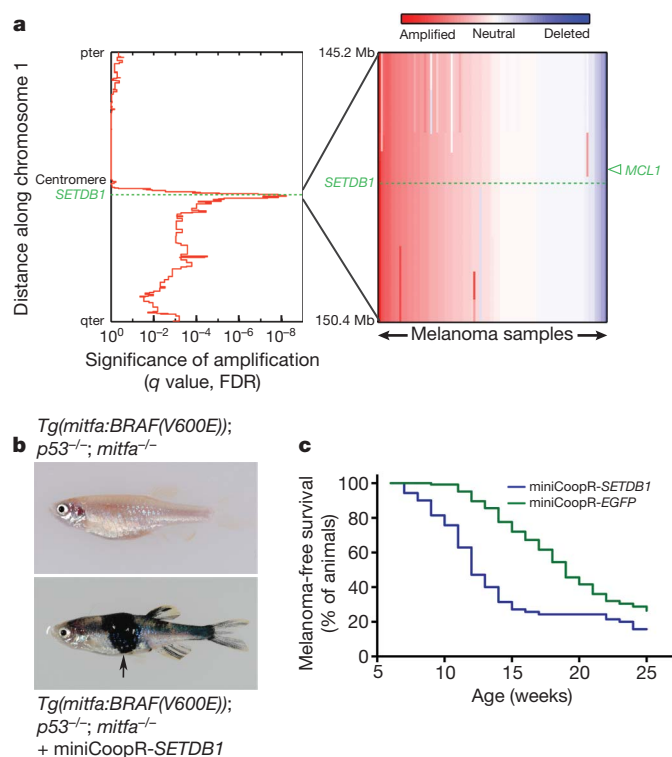 a
Distance along chromosome 1
pter
Centromere
SETDB1
qter
10⁰ 10⁻² 10⁻⁴ 10⁻⁶ 10⁻⁸
Significance of amplification
(q value, FDR)
Amplified Neutral Deleted
145.2 Mb
SETDB1
MCL1
150.4 Mb
Melanoma samples
b
Tg(mitfa:BRAF(V600E));
p53⁻/⁻; mitfa⁻/⁻
Tg(mitfa:BRAF(V600E));
p53⁻/⁻; mitfa⁻/⁻
+ miniCoopR-SETDB1
c
Melanoma-free survival
(% of animals)
100
80
60
40
20
0
miniCoopR-SETDB1
miniCoopR-EGFP
5 10 15 20 25
Age (weeks)